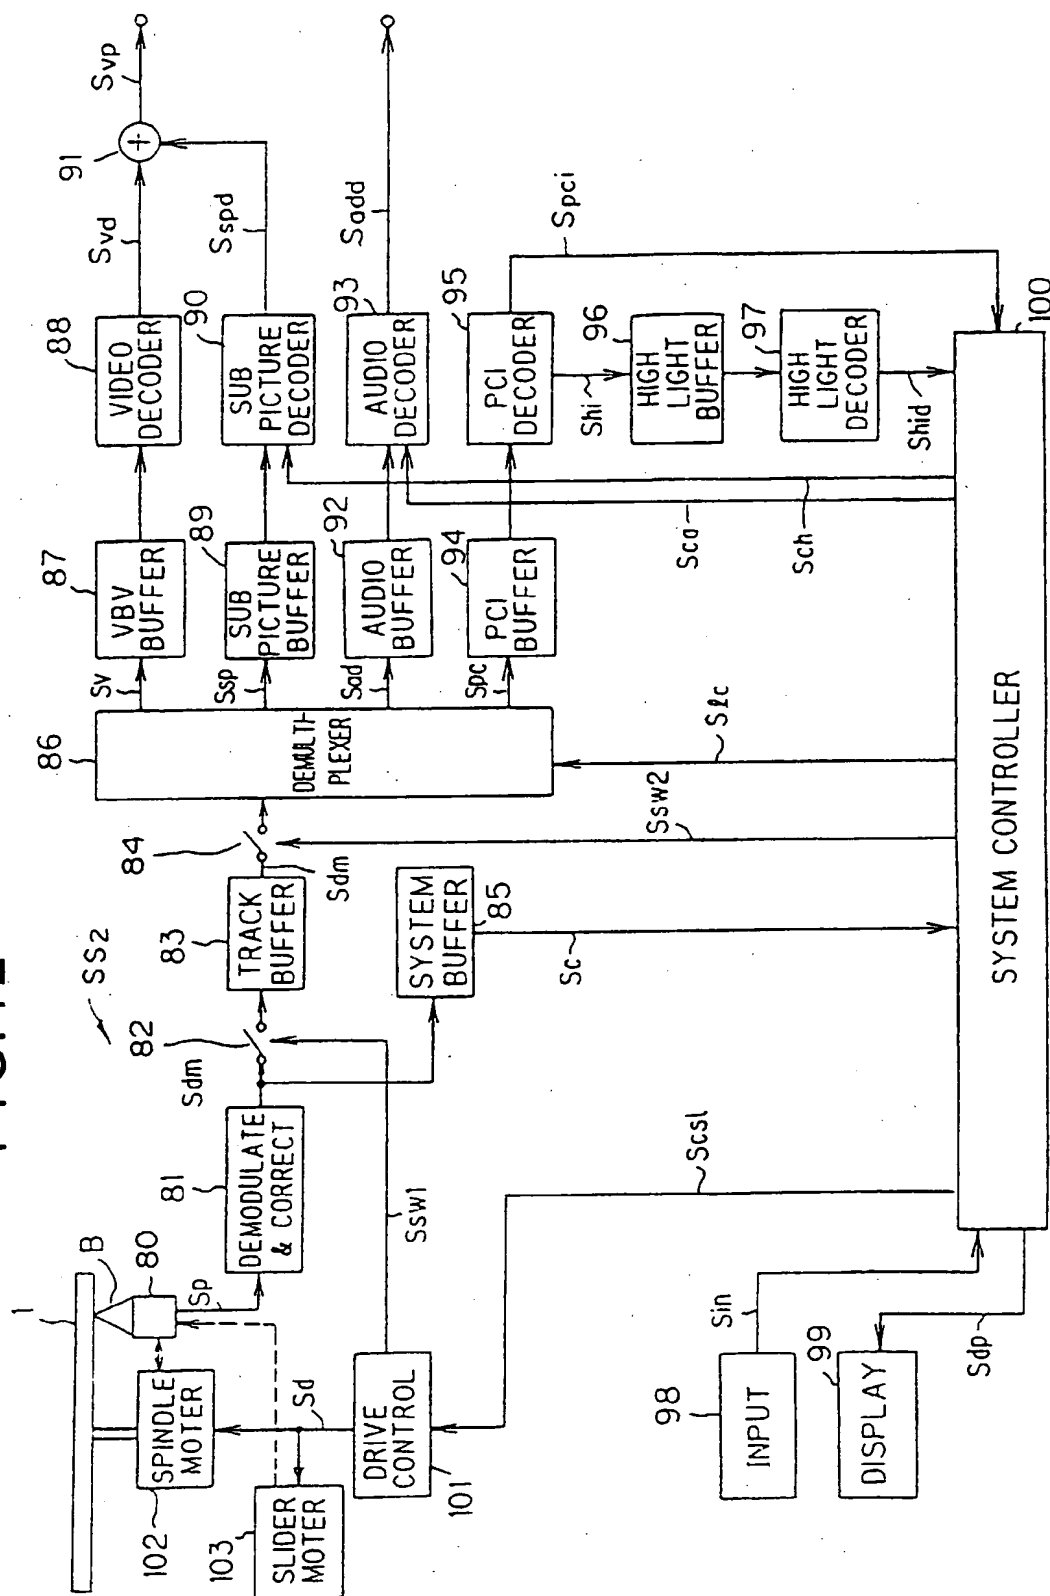 SS2
1
B
80
Sp
SPINDLE
MOTER
102
SLIDER
MOTER
103
Sd
DRIVE
CONTROL
101
Ssw1
DEMODULATE
& CORRECT
81
Sdm
82
TRACK
BUFFER
83
Sdm
84
SYSTEM
BUFFER
85
Sc
Ssw2
Slc
DEMULTI-
PLEXER
86
Sv
Ssp
Sad
Spc
VBV
BUFFER
87
SUB
PICTURE
BUFFER
89
AUDIO
BUFFER
92
PCI
BUFFER
94
VIDEO
DECODER
88
SUB
PICTURE
DECODER
90
AUDIO
DECODER
93
PCI
DECODER
95
Svd
Sspd
91
Svp
Sadd
Spci
Shi
HIGH
LIGHT
BUFFER
96
HIGH
LIGHT
DECODER
97
Shid
Sca
Sch
Scsl
INPUT
98
Sin
DISPLAY
99
Sdp
SYSTEM CONTROLLER
100